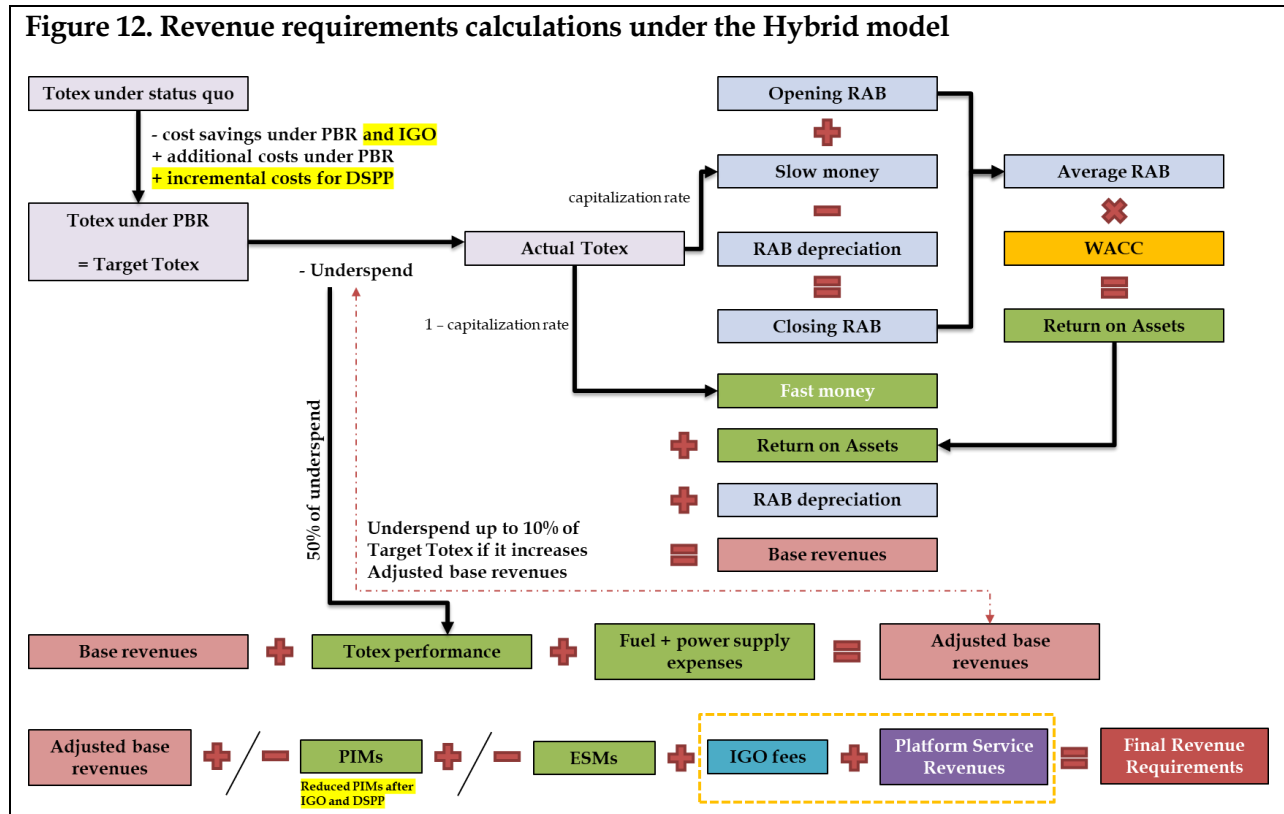 Figure 12. Revenue requirements calculations under the Hybrid model
Totex under status quo
- cost savings under PBR and IGO
+ additional costs under PBR
+ incremental costs for DSPP
Totex under PBR
= Target Totex
- Underspend
Actual Totex
capitalization rate
1 – capitalization rate
Opening RAB
Slow money
RAB depreciation
Closing RAB
Average RAB
WACC
Return on Assets
Fast money
Return on Assets
RAB depreciation
Base revenues
50% of underspend
Underspend up to 10% of
Target Totex if it increases
Adjusted base revenues
Base revenues
Totex performance
Fuel + power supply
expenses
Adjusted base
revenues
Adjusted base
revenues
PIMs
Reduced PIMs after
IGO and DSPP
ESMs
IGO fees
Platform Service
Revenues
Final Revenue
Requirements